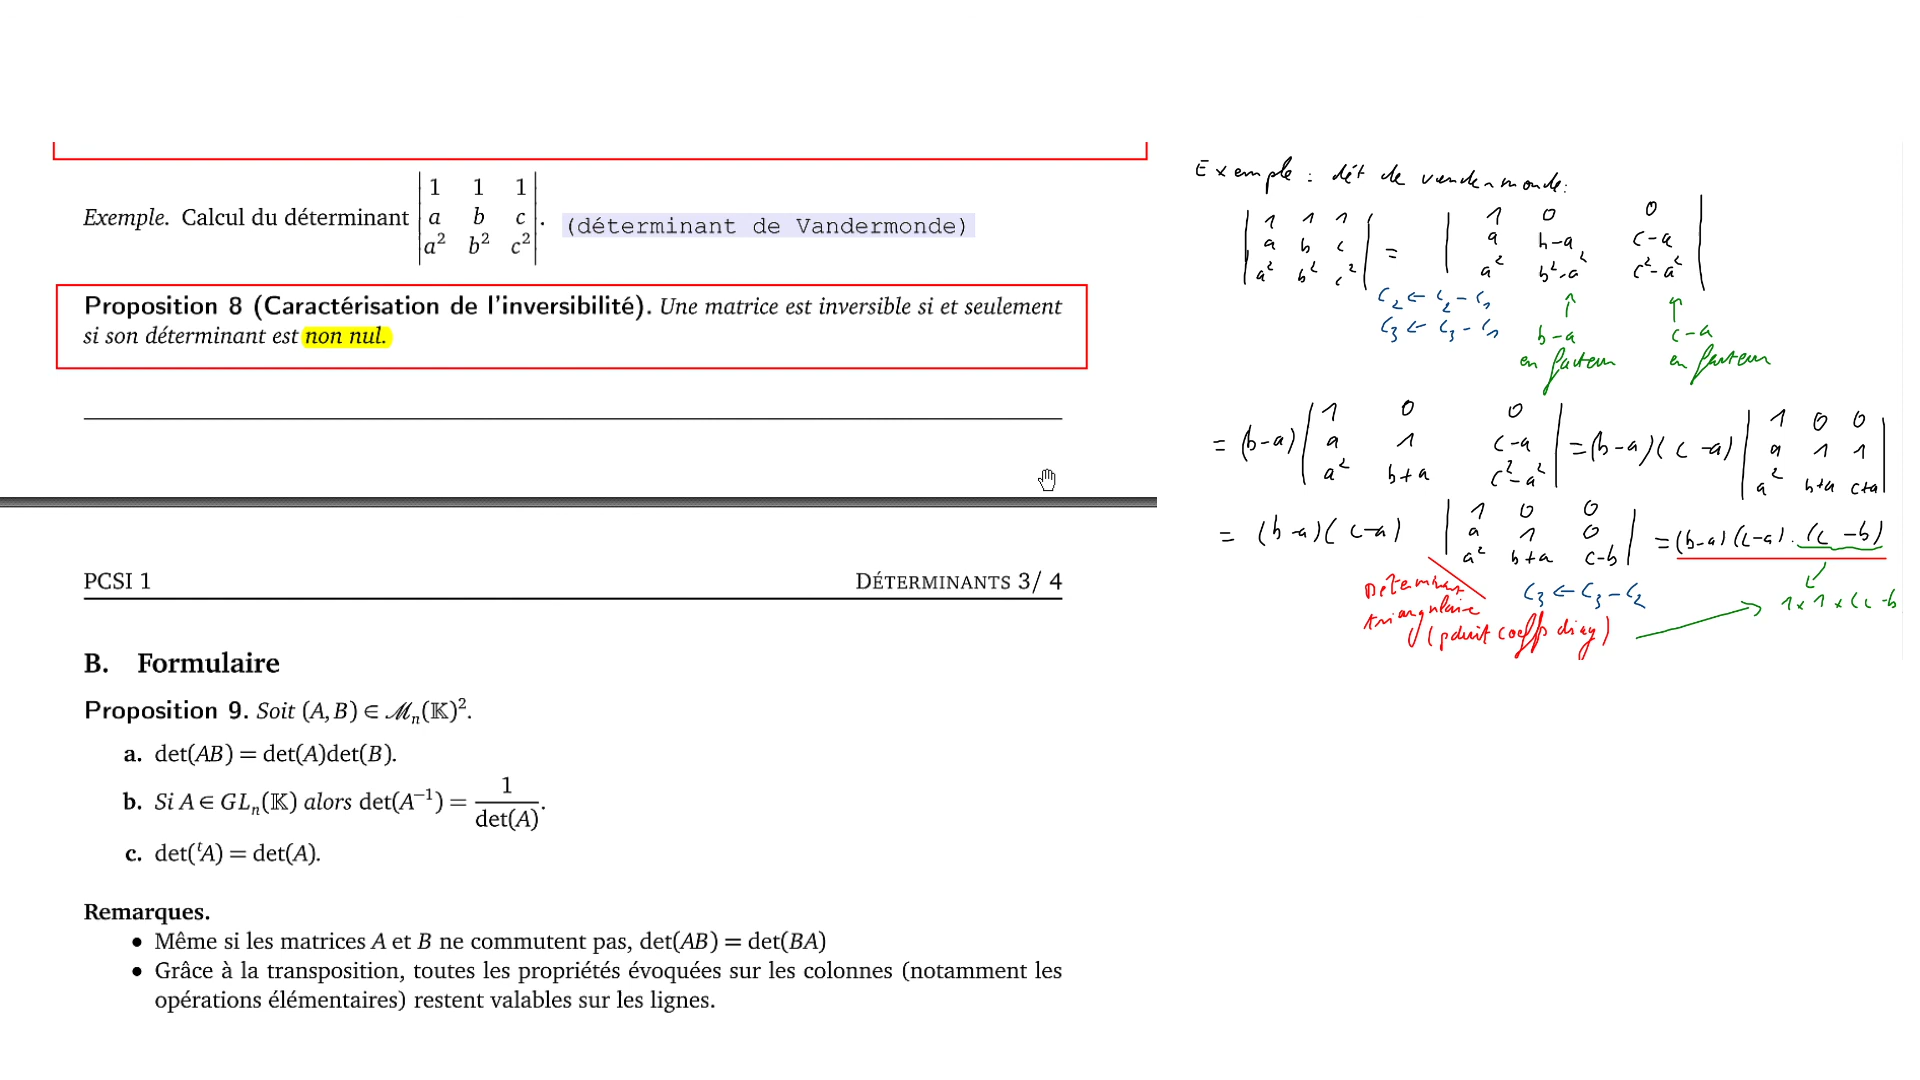 Exemple. Calcul du déterminant | 1 1 1 |
| a b c | . (déterminant de Vandermonde)
| a² b² c² |
Proposition 8 (Caractérisation de l'inversibilité). Une matrice est inversible si et seulement
si son déterminant est non nul.
PCSI 1 DÉTERMINANTS 3/ 4
B. Formulaire
Proposition 9. Soit (A, B) ∈ ℳₙ(𝕂)².
a. det(AB) = det(A)det(B).
b. Si A ∈ GLₙ(𝕂) alors det(A⁻¹) = 1/det(A).
c. det(ᵗA) = det(A).
Remarques.
• Même si les matrices A et B ne commutent pas, det(AB) = det(BA)
• Grâce à la transposition, toutes les propriétés évoquées sur les colonnes (notamment les
opérations élémentaires) restent valables sur les lignes.
Exemple : dét de vandermonde :
| 1 1 1 | | 1 0 0 |
| a b c | = | a b-a c-a |
| a² b² c² | | a² b²-a² c²-a² |
C₂ ← C₂ - C₁
C₃ ← C₃ - C₁
↑ ↑
b-a c-a
en facteur en facteur
| 1 0 0 | | 1 0 0 |
= (b-a) | a 1 c-a | = (b-a)(c-a) | a 1 1 |
| a² b+a c²-a² | | a² b+a c+a |
| 1 0 0 |
= (b-a)(c-a) | a 1 0 | = (b-a)(c-a).(c-b)
| a² b+a c-b |
Déterminant
triangulaire
(pduit coeffs diag)
C₃ ← C₃ - C₂
→ 1 x 1 x (c-b